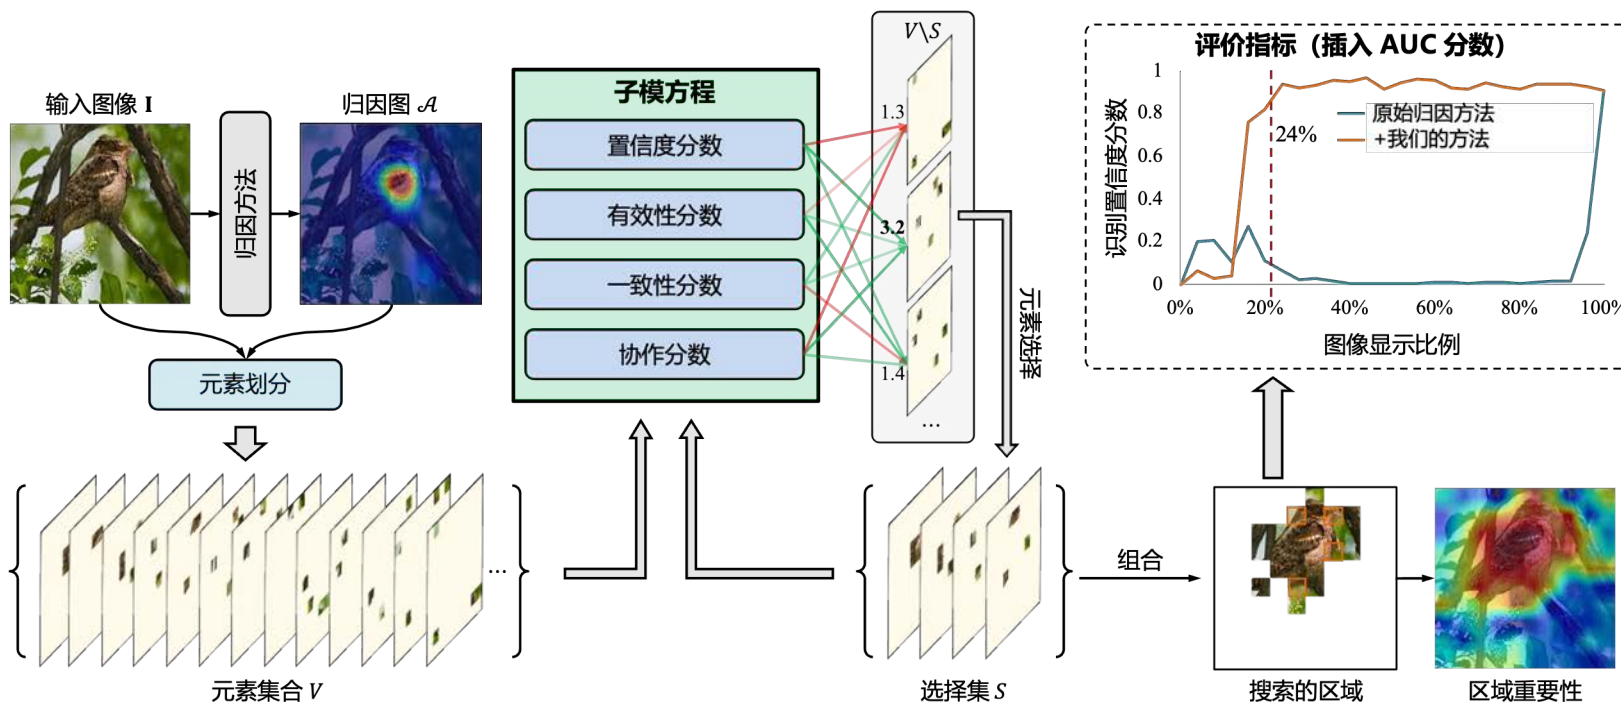 输入图像 I
归因方法
归因图 𝒜
元素划分
元素集合 V
...
子模方程
置信度分数
有效性分数
一致性分数
协作分数
V\S
1.3
3.2
1.4
...
元素选择
选择集 S
组合
搜索的区域
区域重要性
评价指标（插入 AUC 分数）
识别置信度分数
1
0.8
0.6
0.4
0.2
0
0% 20% 40% 60% 80% 100%
图像显示比例
24%
原始归因方法
+我们的方法